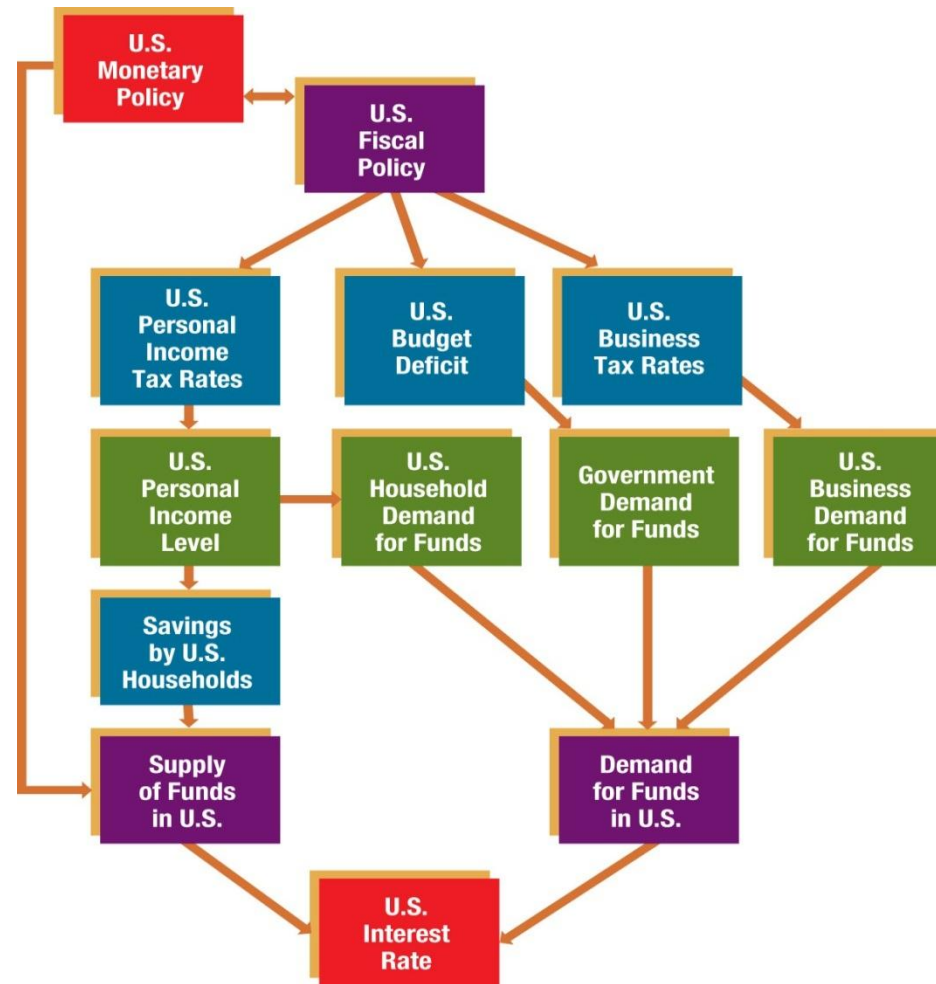 U.S.
Monetary
Policy
U.S.
Fiscal
Policy
U.S.
Personal
Income
Tax Rates
U.S.
Budget
Deficit
U.S.
Business
Tax Rates
U.S.
Personal
Income
Level
U.S.
Household
Demand
for Funds
Government
Demand
for Funds
U.S.
Business
Demand
for Funds
Savings
by U.S.
Households
Supply
of Funds
in U.S.
Demand
for Funds
in U.S.
U.S.
Interest
Rate